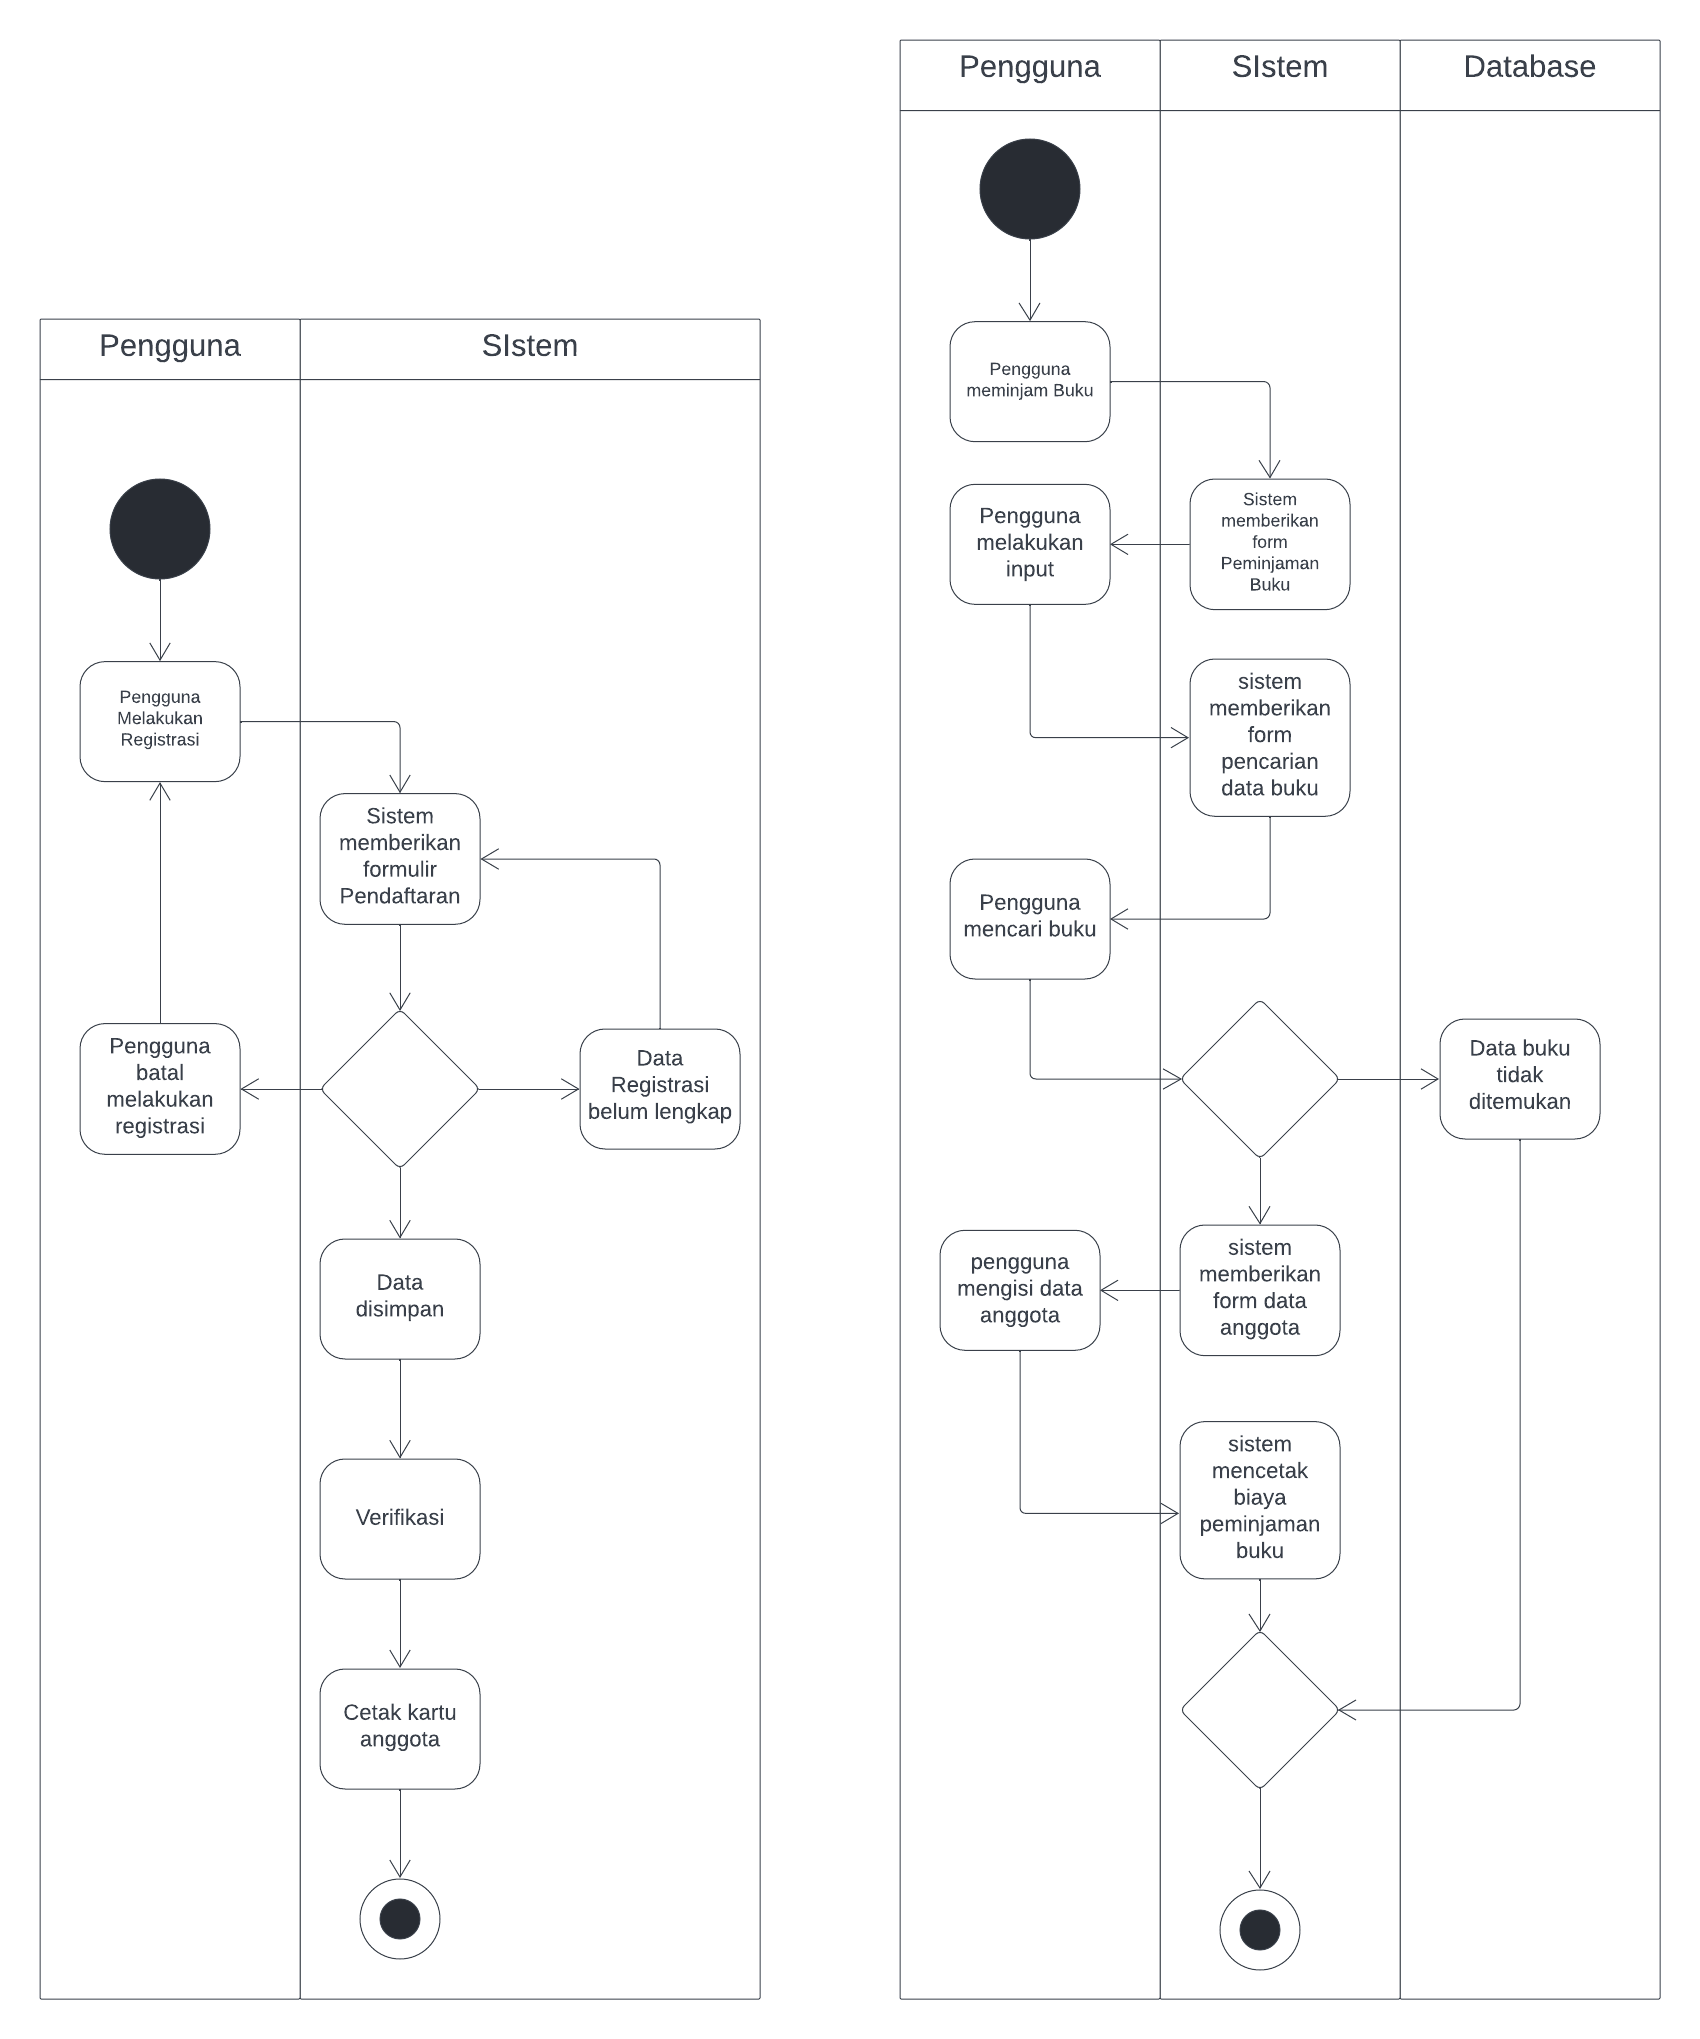 Pengguna
SIstem
Pengguna
Melakukan
Registrasi
Sistem
memberikan
formulir
Pendaftaran
Pengguna
batal
melakukan
registrasi
Data
Registrasi
belum lengkap
Data
disimpan
Verifikasi
Cetak kartu
anggota
Pengguna
SIstem
Database
Pengguna
meminjam Buku
Sistem
memberikan
form
Peminjaman
Buku
Pengguna
melakukan
input
sistem
memberikan
form
pencarian
data buku
Pengguna
mencari buku
Data buku
tidak
ditemukan
sistem
memberikan
form data
anggota
pengguna
mengisi data
anggota
sistem
mencetak
biaya
peminjaman
buku